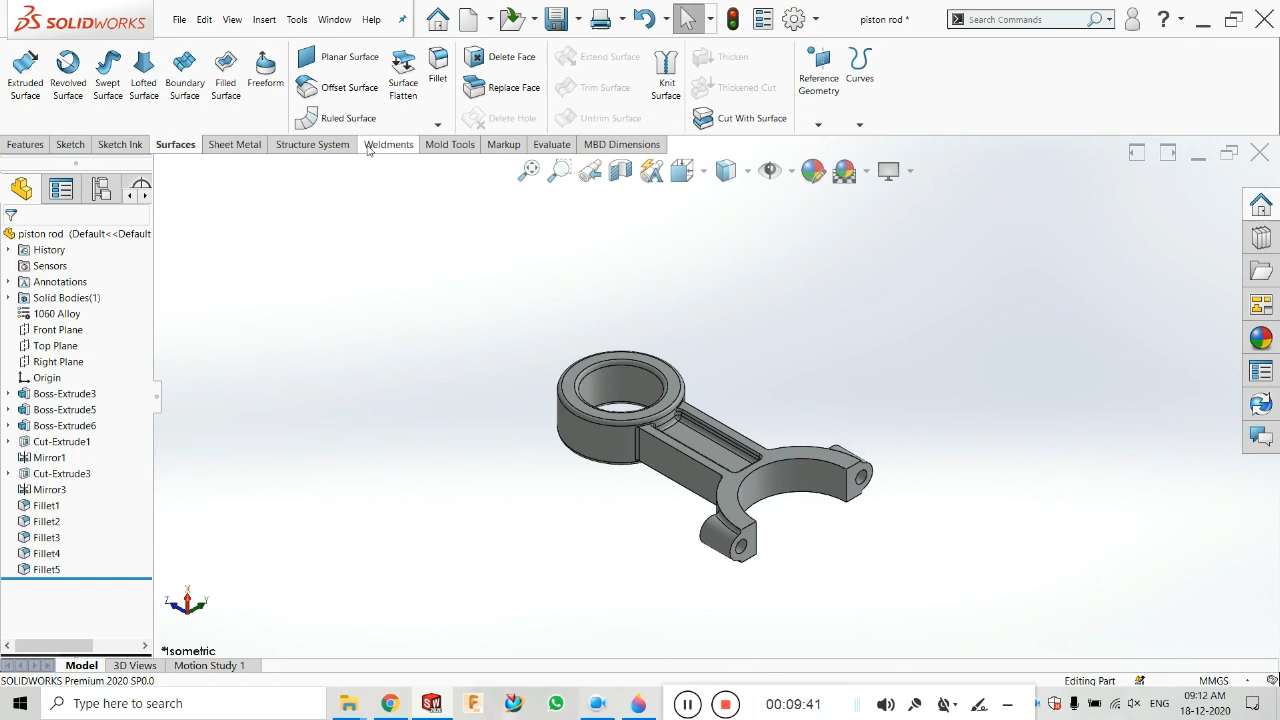 SOLIDWORKS File Edit View Insert Tools Window Help piston rod * Search Commands
Extruded Surface
Revolved Surface
Swept Surface
Lofted Surface
Boundary Surface
Filled Surface
Freeform
Planar Surface
Offset Surface
Ruled Surface
Surface Flatten
Fillet
Delete Face
Replace Face
Delete Hole
Extend Surface
Trim Surface
Untrim Surface
Knit Surface
Thicken
Thickened Cut
Cut With Surface
Reference Geometry
Curves
Features Sketch Sketch Ink Surfaces Sheet Metal Structure System Weldments Mold Tools Markup Evaluate MBD Dimensions
piston rod (Default<<Default
History
Sensors
Annotations
Solid Bodies(1)
1060 Alloy
Front Plane
Top Plane
Right Plane
Origin
Boss-Extrude3
Boss-Extrude5
Boss-Extrude6
Cut-Extrude1
Mirror1
Cut-Extrude3
Mirror3
Fillet1
Fillet2
Fillet3
Fillet4
Fillet5
X
Z Y
*Isometric
Model 3D Views Motion Study 1
SOLIDWORKS Premium 2020 SP0.0 Editing Part MMGS
Type here to search 00:09:41 ENG 09:12 AM
18-12-2020